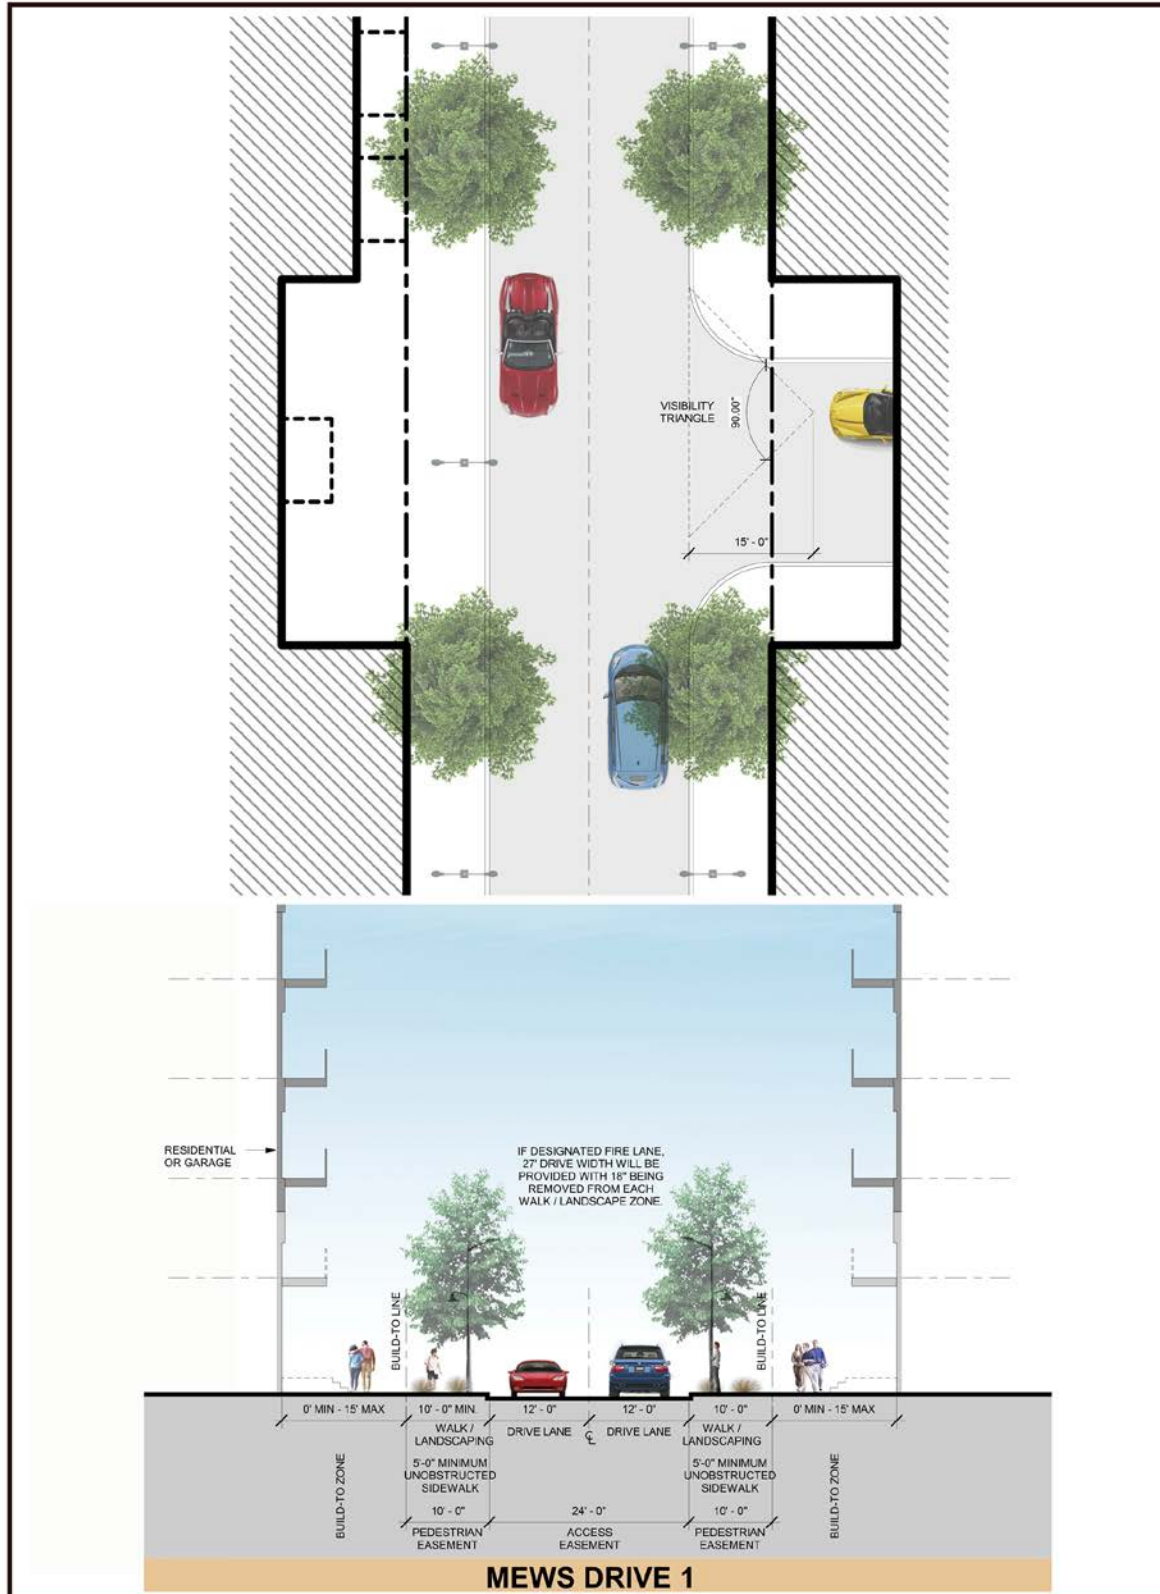 VISIBILITY
TRIANGLE
90.00°
15' - 0"
RESIDENTIAL
OR GARAGE
IF DESIGNATED FIRE LANE,
27' DRIVE WIDTH WILL BE
PROVIDED WITH 18" BEING
REMOVED FROM EACH
WALK / LANDSCAPE ZONE.
BUILD-TO LINE
BUILD-TO LINE
0' MIN - 15' MAX
10' - 0" MIN.
12' - 0"
12' - 0"
10' - 0"
0' MIN - 15' MAX
WALK /
LANDSCAPING
DRIVE LANE
℄
DRIVE LANE
WALK /
LANDSCAPING
5'-0" MINIMUM
UNOBSTRUCTED
SIDEWALK
5'-0" MINIMUM
UNOBSTRUCTED
SIDEWALK
BUILD-TO ZONE
BUILD-TO ZONE
10' - 0"
24' - 0"
10' - 0"
PEDESTRIAN
EASEMENT
ACCESS
EASEMENT
PEDESTRIAN
EASEMENT
MEWS DRIVE 1